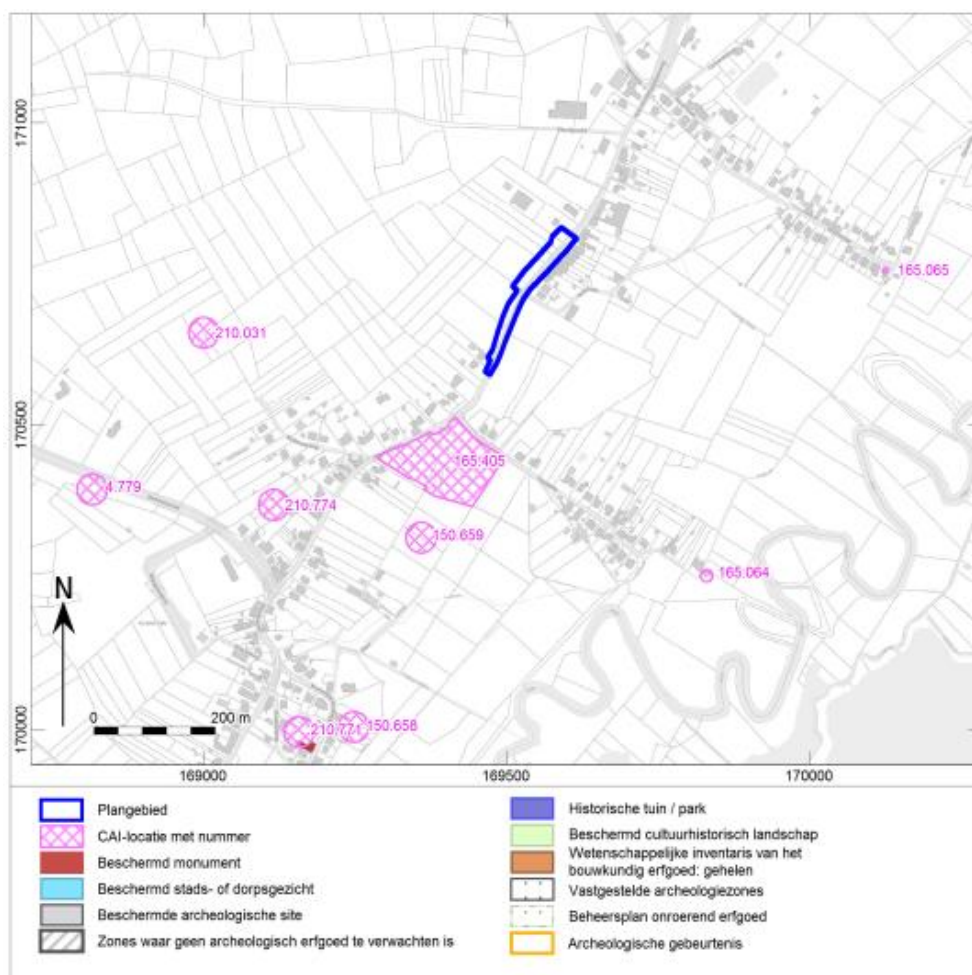 171000
165.065
210.031
170500
165.405
4.779
210.774
150.659
165.064
N
0
200 m
210.771
150.658
170000
169000
169500
170000
Plangebied
CAI-locatie met nummer
Beschermd monument
Beschermd stads- of dorpsgezicht
Beschermde archeologische site
Zones waar geen archeologisch erfgoed te verwachten is
Historische tuin / park
Beschermd cultuurhistorisch landschap
Wetenschappelijke inventaris van het
bouwkundig erfgoed: gehelen
Vastgestelde archeologiezones
Beheersplan onroerend erfgoed
Archeologische gebeurtenis